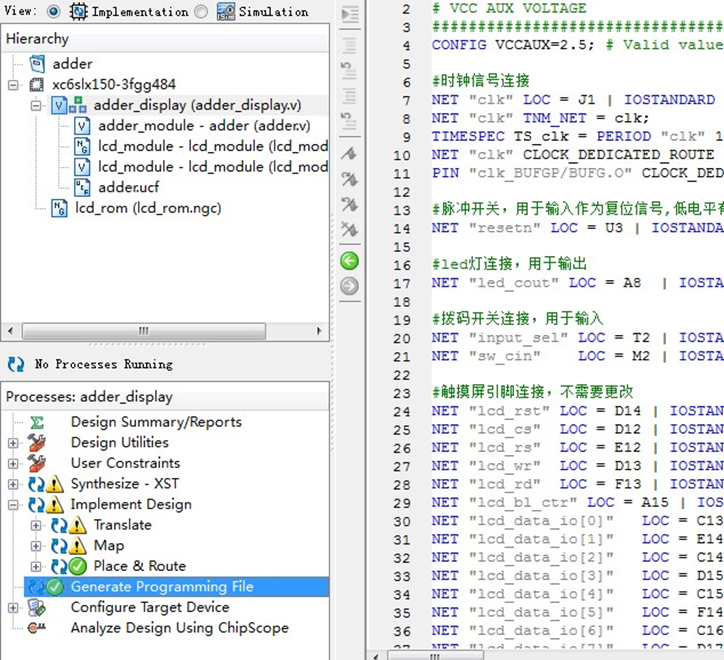 View: Implementation Simulation
Hierarchy
adder
xc6slx150-3fgg484
adder_display (adder_display.v)
adder_module - adder (adder.v)
lcd_module - lcd_module (lcd_mod
lcd_module - lcd_module (lcd_mod
adder.ucf
lcd_rom (lcd_rom.ngc)
No Processes Running
Processes: adder_display
Design Summary/Reports
Design Utilities
User Constraints
Synthesize - XST
Implement Design
Translate
Map
Place & Route
Generate Programming File
Configure Target Device
Analyze Design Using ChipScope
2 # VCC AUX VOLTAGE
3 ################################
4 CONFIG VCCAUX=2.5; # Valid value
5
6 #时钟信号连接
7 NET "clk" LOC = J1 | IOSTANDARD
8 NET "clk" TNM_NET = clk;
9 TIMESPEC TS_clk = PERIOD "clk" 1
10 NET "clk" CLOCK_DEDICATED_ROUTE
11 PIN "clk_BUFGP/BUFG.O" CLOCK_DED
12
13 #脉冲开关，用于输入作为复位信号,低电平有
14 NET "resetn" LOC = U3 | IOSTANDA
15
16 #led灯连接，用于输出
17 NET "led_cout" LOC = A8 | IOSTA
18
19 #拨码开关连接，用于输入
20 NET "input_sel" LOC = T2 | IOSTA
21 NET "sw_cin" LOC = M2 | IOSTA
22
23 #触摸屏引脚连接，不需要更改
24 NET "lcd_rst" LOC = D14 | IOSTAN
25 NET "lcd_cs" LOC = D12 | IOSTAN
26 NET "lcd_rs" LOC = E12 | IOSTAN
27 NET "lcd_wr" LOC = D13 | IOSTAN
28 NET "lcd_rd" LOC = F13 | IOSTAN
29 NET "lcd_bl_ctr" LOC = A15 | IOS
30 NET "lcd_data_io[0]" LOC = C13
31 NET "lcd_data_io[1]" LOC = E14
32 NET "lcd_data_io[2]" LOC = C14
33 NET "lcd_data_io[3]" LOC = D15
34 NET "lcd_data_io[4]" LOC = C15
35 NET "lcd_data_io[5]" LOC = F14
36 NET "lcd_data_io[6]" LOC = C16